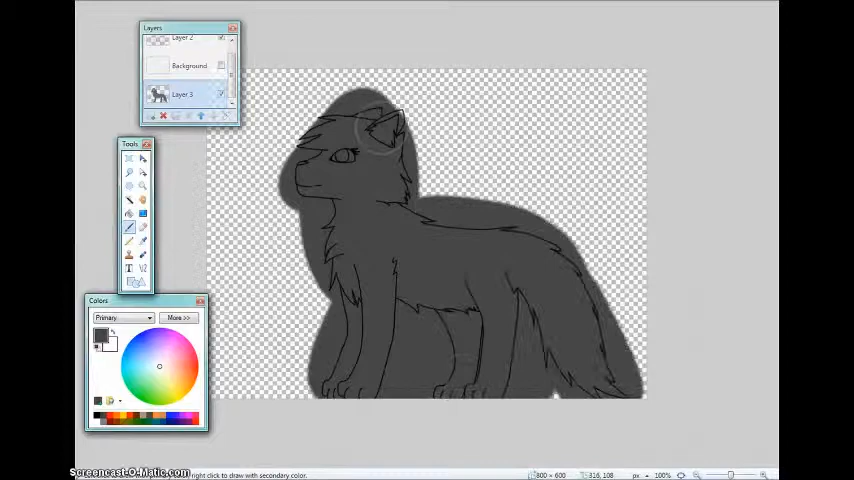 Layers
Layer 2
Background
Layer 3
Tools
T
Colors
Primary
More >>
Screencast-O-Matic.com
right click to draw with secondary color.
800 × 600
316, 108
px
100%